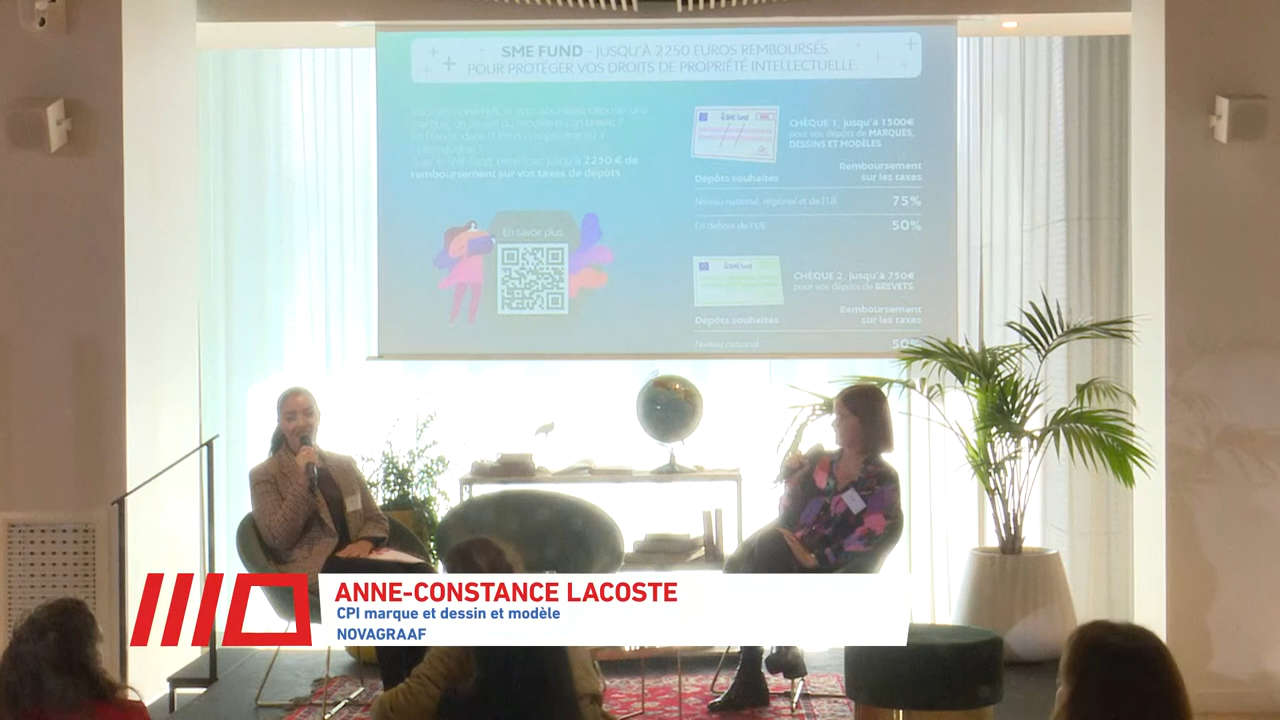 SME FUND - JUSQU'À 2250 EUROS REMBOURSÉS
POUR PROTÉGER VOS DROITS DE PROPRIÉTÉ INTELLECTUELLE.
2250 € de
remboursement sur vos taxes de dépôts
En savoir plus
CHÈQUE 1, jusqu'à 1500€
pour vos dépôts de MARQUES,
DESSINS ET MODÈLES
Dépôts souhaités
Remboursement
sur les taxes
Niveau national, régional et de l'UE
75%
En dehors de l'UE
50%
CHÈQUE 2, jusqu'à 750€
pour vos dépôts de BREVETS
Dépôts souhaités
Remboursement
sur les taxes
Niveau national
50%
ANNE-CONSTANCE LACOSTE
CPI marque et dessin et modèle
NOVAGRAAF